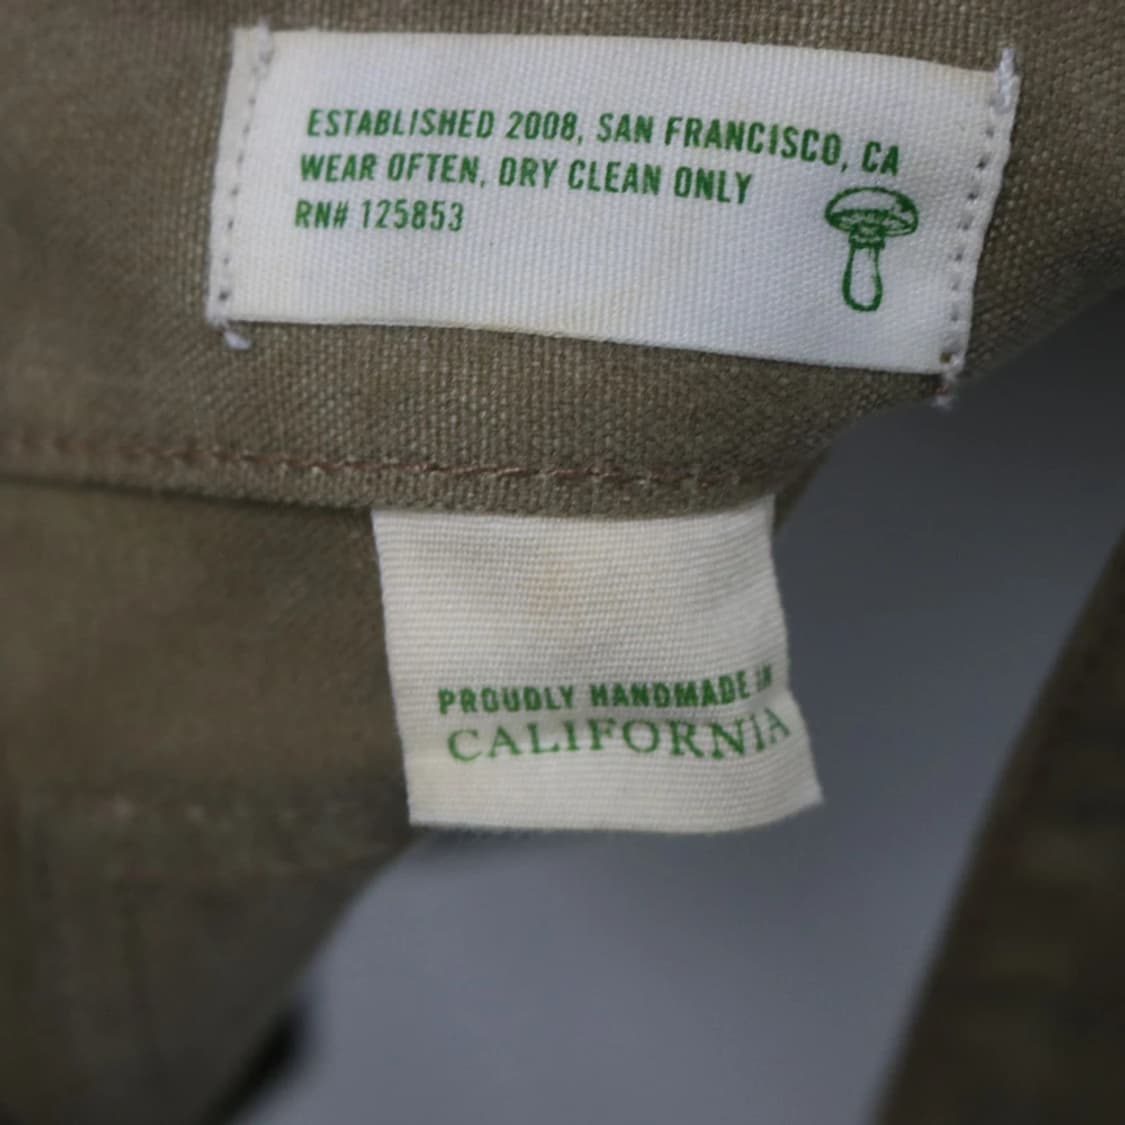 ESTABLISHED 2008, SAN FRANCISCO, CA
WEAR OFTEN, DRY CLEAN ONLY
RN# 125853
PROUDLY HANDMADE IN
CALIFORNIA